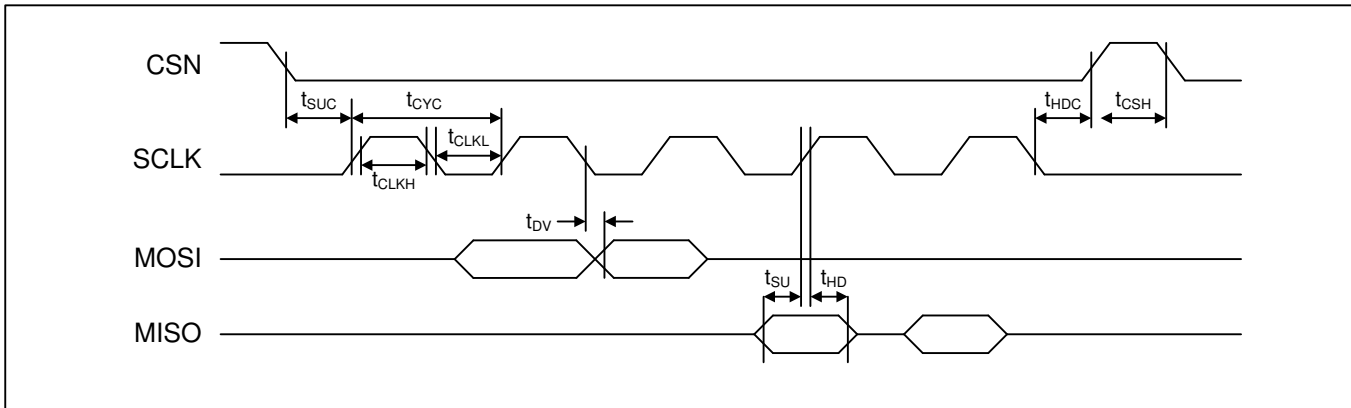 CSN
tSUC
tCYC
tHDC
tCSH
SCLK
tCLKL
tCLKH
tDV
MOSI
tSU
tHD
MISO